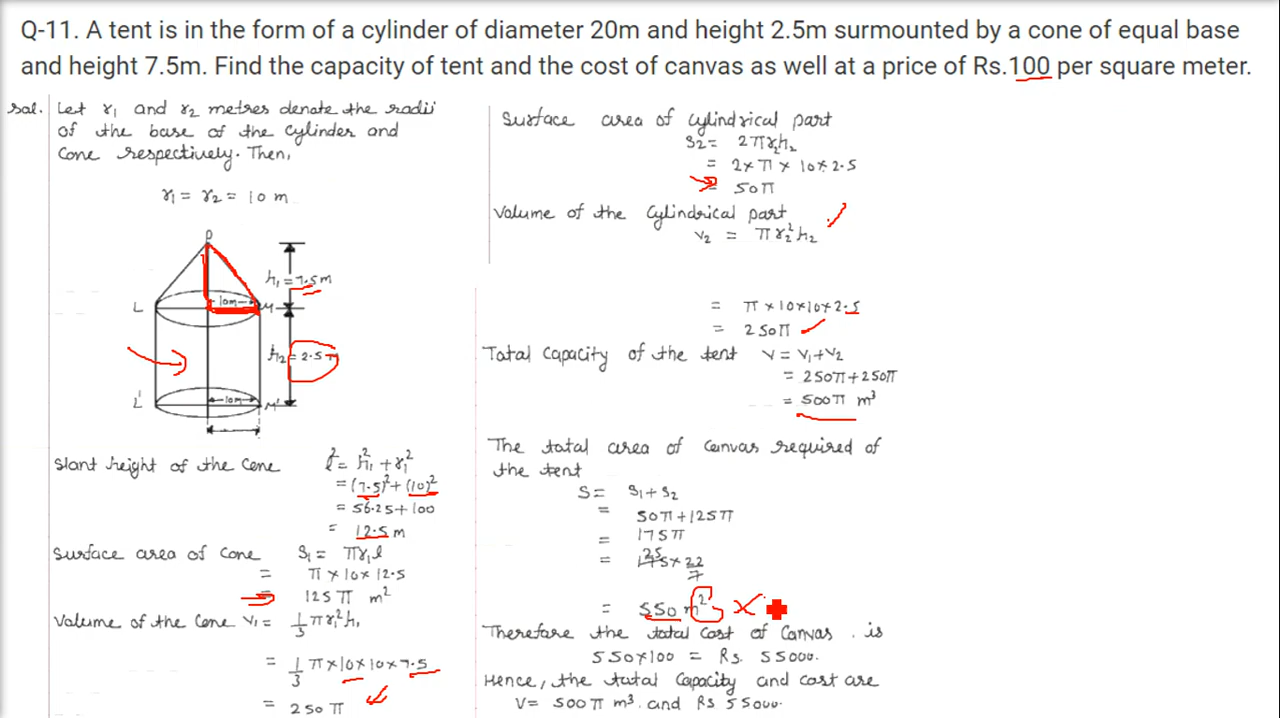 Q-11. A tent is in the form of a cylinder of diameter 20m and height 2.5m surmounted by a cone of equal base
and height 7.5m. Find the capacity of tent and the cost of canvas as well at a price of Rs.100 per square meter.
Sol. Let r₁ and r₂ metres denate the radii
of the base of the cylinder and
Cone respectively. Then,
r₁ = r₂ = 10 m
P
h₁ = 7.5m
L 10m M
h₂ = 2.5m
L' 10m M'
Slant height of the Cone l² = h₁² + r₁²
= (7.5)² + (10)²
= 56.25 + 100
= 12.5 m
Surface area of Cone S₁ = πr₁l
= π × 10 × 12.5
= 125 π m²
Volume of the Cone V₁ = 1/3 πr₁²h₁
= 1/3 π×10×10×7.5
= 250 π
Surface area of cylindrical part
S₂ = 2πr₂h₂
= 2×π×10×2.5
= 50π
Volume of the Cylindrical part
V₂ = πr₂²h₂
= π×10×10×2.5
= 250π
Total Capacity of the tent V = V₁+V₂
= 250π+250π
= 500π m³
The total area of Canvas required of
the tent
S = S₁+S₂
= 50π+125π
= 175π
25
= 175×22/7
= 550 m² ×
Therefore the total cost of Canvas is
550×100 = Rs. 55000.
Hence, the total Capacity and cost are
V= 500π m³. and Rs 55000.